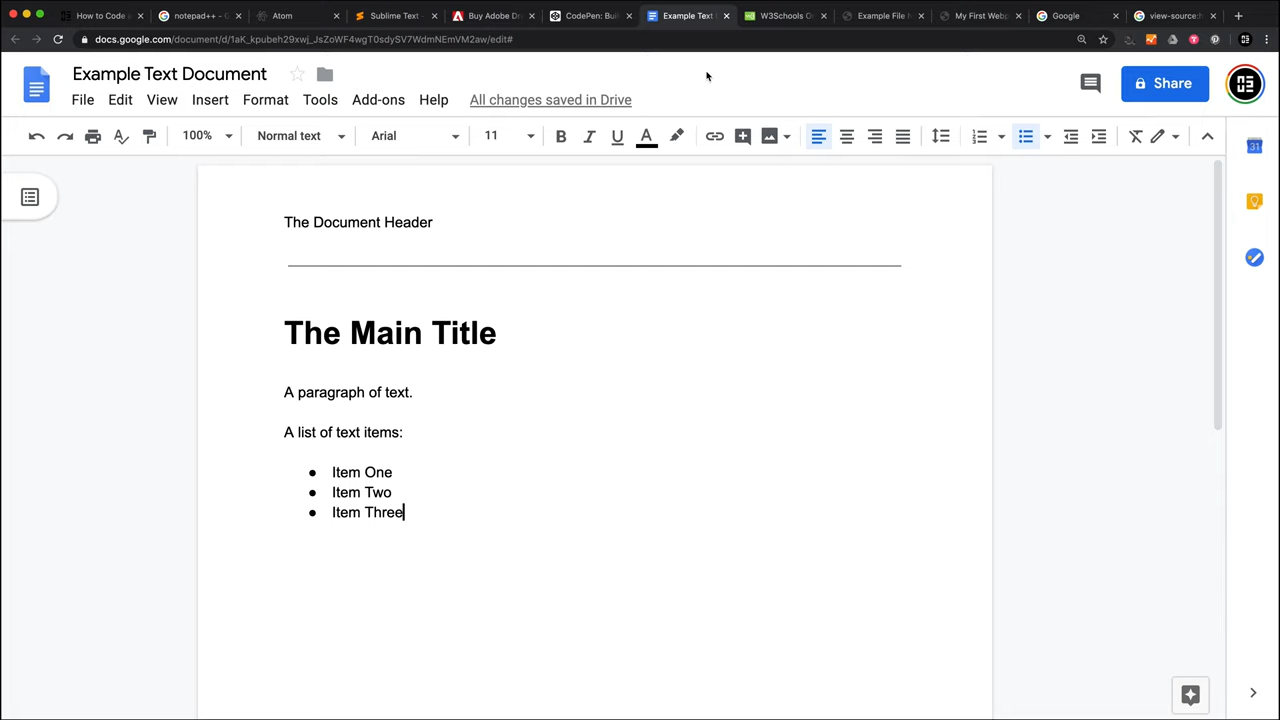 How to Code a
notepad++ - G
Atom
Sublime Text -
Buy Adobe Dre
CodePen: Buil
Example Text
W3Schools O
Example File H
My First Webp
Google
view-source:
docs.google.com/document/d/1aK_kpubeh29xwj_JsZoWF4wgT0sdySV7WdmNEmVM2aw/edit#
Example Text Document
File Edit View Insert Format Tools Add-ons Help All changes saved in Drive
Share
100% Normal text Arial 11 B I U A
31
The Document Header
The Main Title
A paragraph of text.
A list of text items:
● Item One
● Item Two
● Item Three